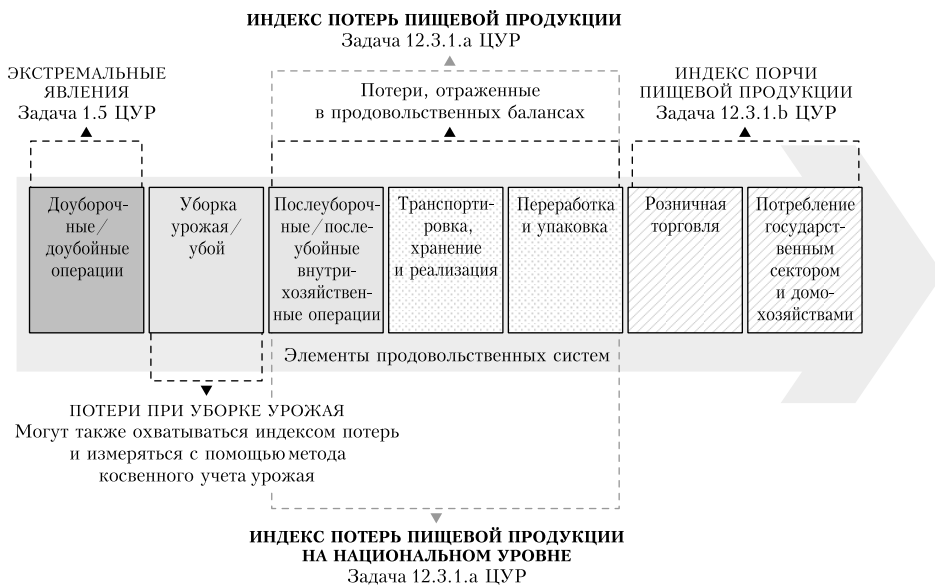 ИНДЕКС ПОТЕРЬ ПИЩЕВОЙ ПРОДУКЦИИ
Задача 12.3.1.a ЦУР
ЭКСТРЕМАЛЬНЫЕ
ЯВЛЕНИЯ
Задача 1.5 ЦУР
Потери, отраженные
в продовольственных балансах
ИНДЕКС ПОРЧИ
ПИЩЕВОЙ ПРОДУКЦИИ
Задача 12.3.1.b ЦУР
Доубороч-
ные/
доубойные
операции
Уборка
урожая/
убой
Послеубороч-
ные/после-
убойные
внутри-
хозяйствен-
ные операции
Транспорти-
ровка,
хранение
и реализация
Переработка
и упаковка
Розничная
торговля
Потребление
государст-
венным
сектором
и домо-
хозяйствами
Элементы продовольственных систем
ПОТЕРИ ПРИ УБОРКЕ УРОЖАЯ
Могут также охватываться индексом потерь
и измеряться с помощью метода
косвенного учета урожая
ИНДЕКС ПОТЕРЬ ПИЩЕВОЙ ПРОДУКЦИИ
НА НАЦИОНАЛЬНОМ УРОВНЕ
Задача 12.3.1.a ЦУР